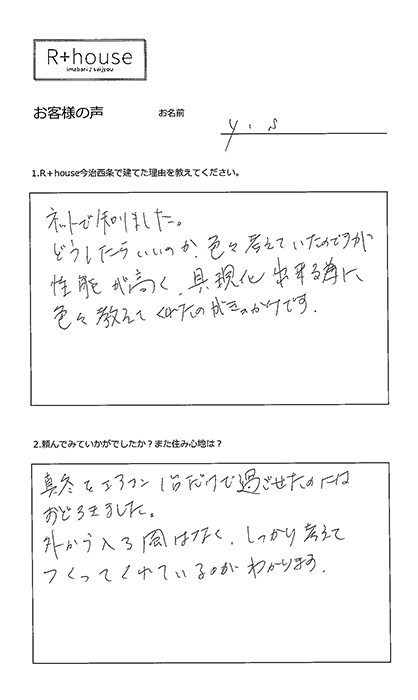 R+house
imabari / saijyou
お客様の声
お名前
y . s
1.R+house今治西条で建てた理由を教えてください。
ネットで知りました。
どうしたらいいのか、色々考えていたのですが
性能が高く、具現化出来る為に、
色々教えてくれたのがきっかけです.
2.頼んでみていかがでしたか？また住み心地は？
真冬をエアコン1台だけで過ごせたのには
おどろきました。
外から入る風はなく、しっかり考えて
つくってくれているのがわかります.